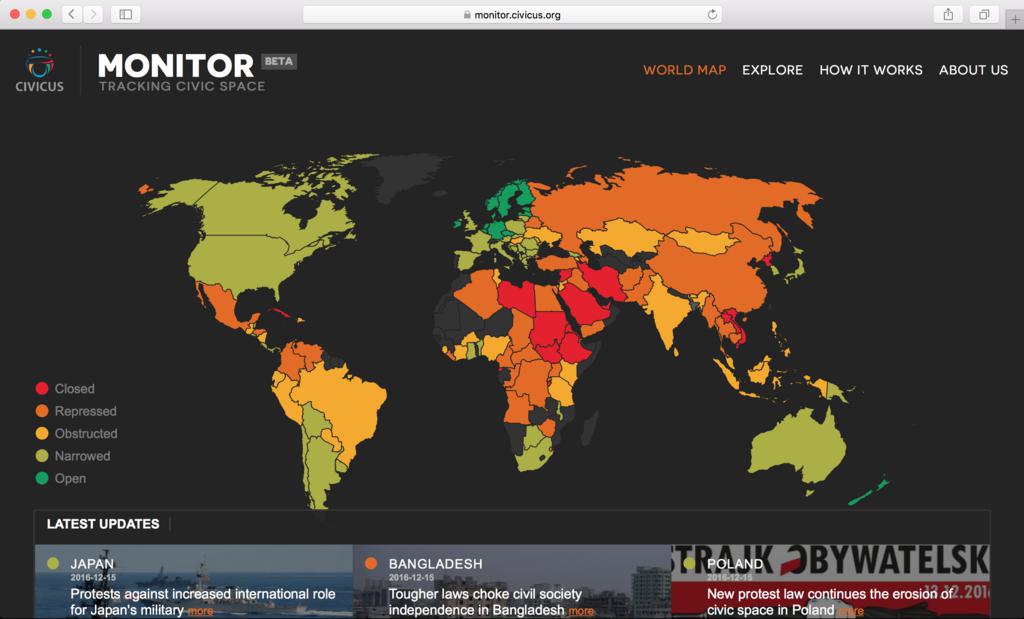 monitor.civicus.org
CIVICUS
MONITOR BETA
TRACKING CIVIC SPACE
WORLD MAP EXPLORE HOW IT WORKS ABOUT US
Closed
Repressed
Obstructed
Narrowed
Open
LATEST UPDATES
JAPAN
2016-12-15
Protests against increased international role
for Japan's military more
BANGLADESH
2016-12-15
Tougher laws choke civil society
independence in Bangladesh more
STRAJK OBYWATELSK
POLAND
2016-12-15
New protest law continues the erosion of
civic space in Poland more
13.12.201